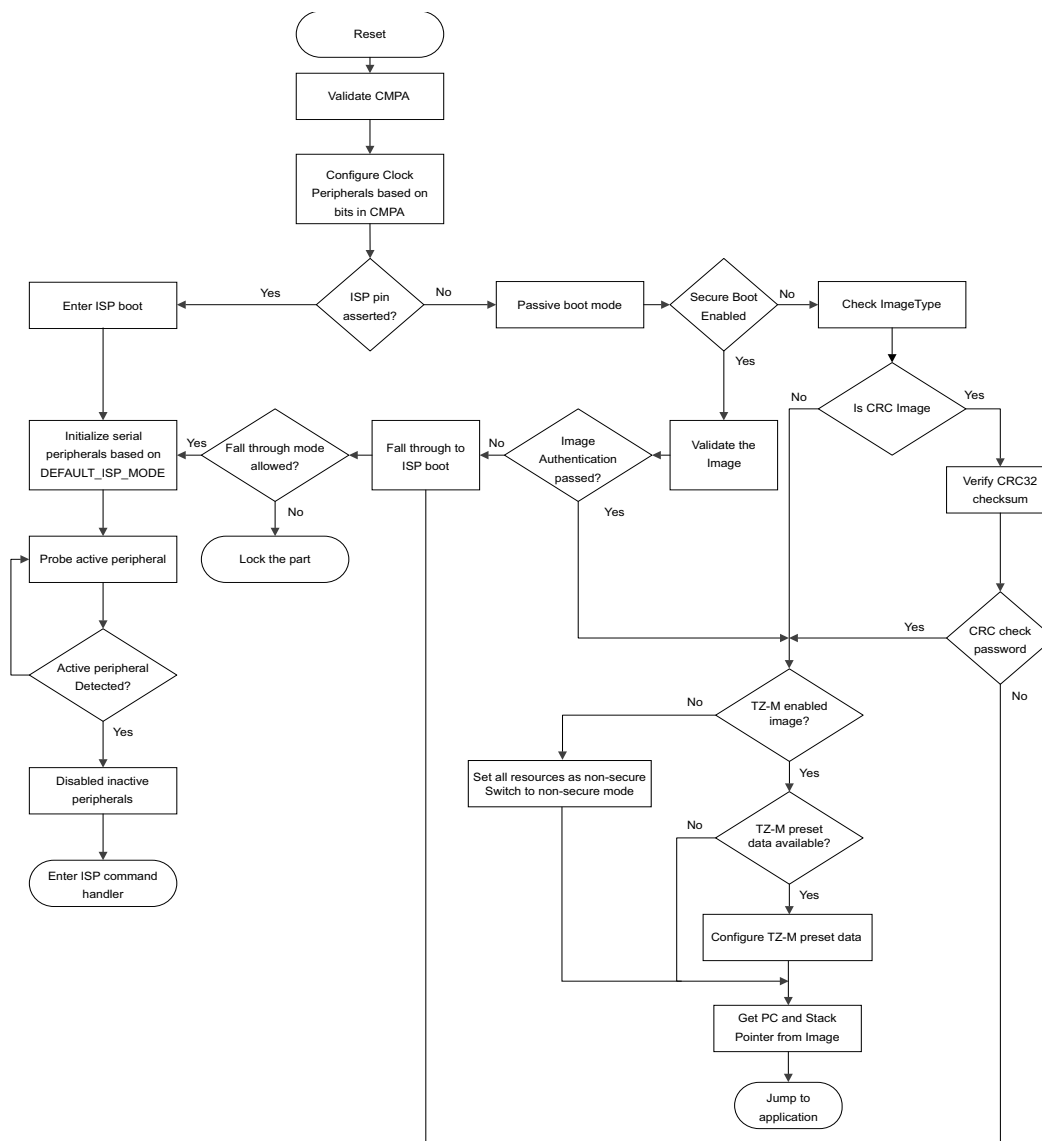 Reset
Validate CMPA
Configure Clock
Peripherals based on
bits in CMPA
ISP pin
asserted?
Yes
No
Enter ISP boot
Passive boot mode
Secure Boot
Enabled
No
Yes
Check ImageType
Is CRC Image
No
Yes
Initialize serial
peripherals based on
DEFAULT_ISP_MODE
Yes
Fall through mode
allowed?
No
Fall through to
ISP boot
No
Image
Authentication
passed?
Yes
Validate the
Image
Verify CRC32
checksum
Probe active peripheral
Lock the part
Yes
CRC check
password
No
Active peripheral
Detected?
Yes
No
TZ-M enabled
image?
Yes
Disabled inactive
peripherals
Set all resources as non-secure
Switch to non-secure mode
No
TZ-M preset
data available?
Yes
Enter ISP command
handler
Configure TZ-M preset data
Get PC and Stack
Pointer from Image
Jump to
application